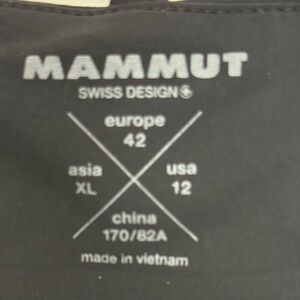 MAMMUT
SWISS DESIGN
europe
42
asia
XL
usa
12
china
170/82A
made in vietnam